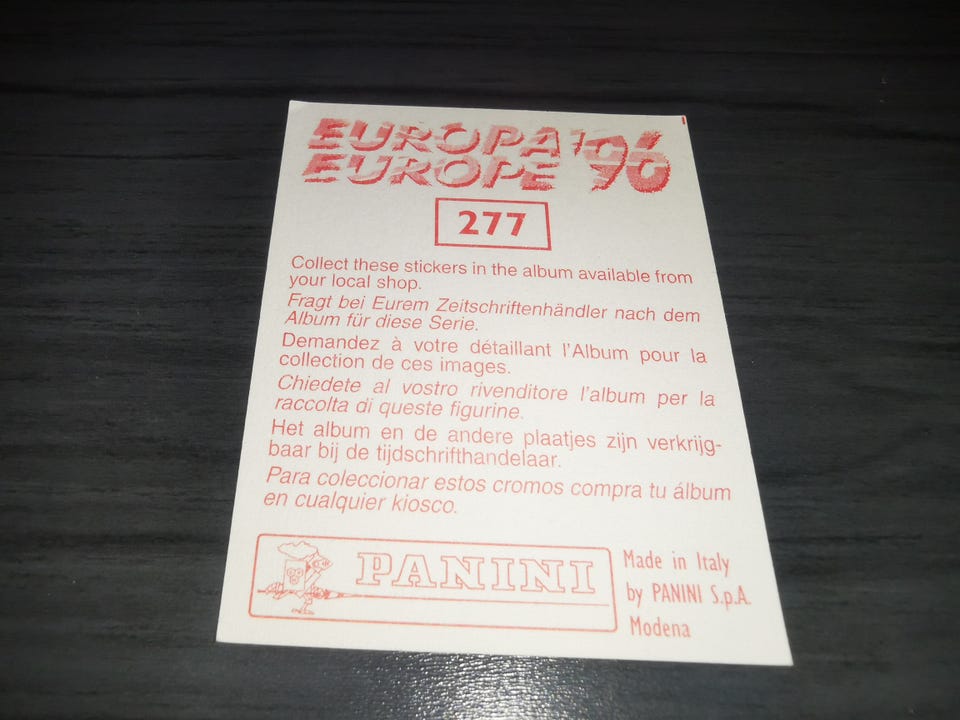 EUROPA '96
EUROPE
277
Collect these stickers in the album available from
your local shop.
Fragt bei Eurem Zeitschriftenhändler nach dem
Album für diese Serie.
Demandez à votre détaillant l'Album pour la
collection de ces images.
Chiedete al vostro rivenditore l'album per la
raccolta di queste figurine.
Het album en de andere plaatjes zijn verkrijg-
baar bij de tijdschrifthandelaar.
Para coleccionar estos cromos compra tu álbum
en cualquier kiosco.
PANINI
Made in Italy
by PANINI S.p.A.
Modena